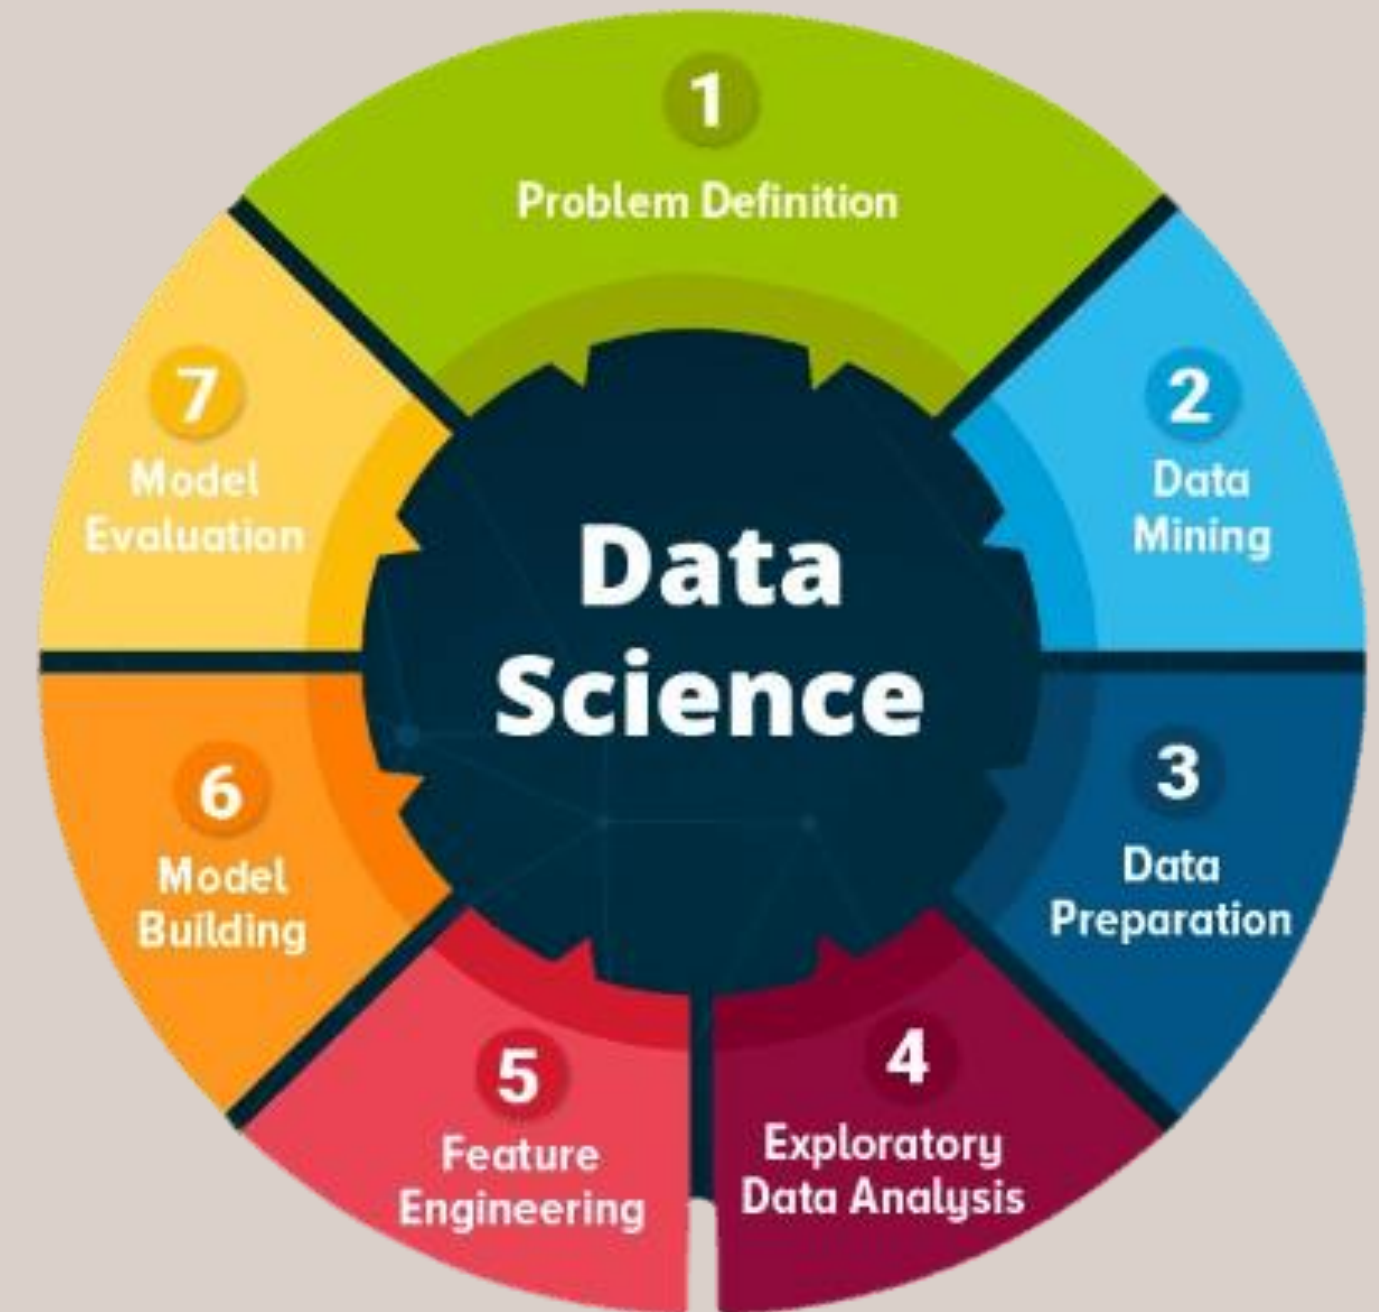 1
Problem Definition
2
Data
Mining
3
Data
Preparation
4
Exploratory
Data Analysis
5
Feature
Engineering
6
Model
Building
7
Model
Evaluation
Data
Science